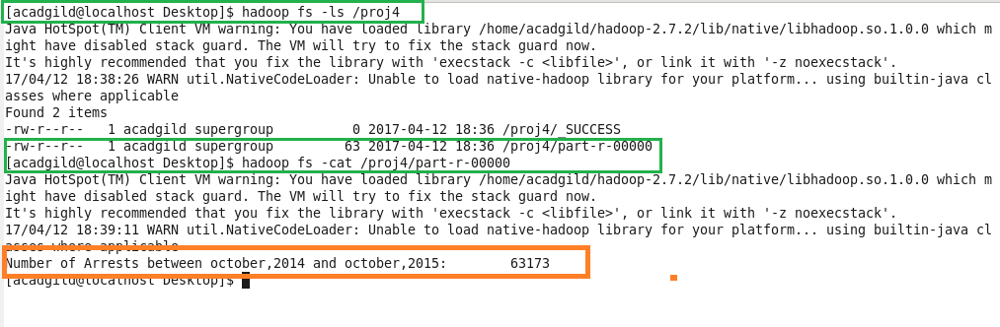 [acadgild@localhost Desktop]$ hadoop fs -ls /proj4
Java HotSpot(TM) Client VM warning: You have loaded library /home/acadgild/hadoop-2.7.2/lib/native/libhadoop.so.1.0.0 which m
ight have disabled stack guard. The VM will try to fix the stack guard now.
It's highly recommended that you fix the library with 'execstack -c <libfile>', or link it with '-z noexecstack'.
17/04/12 18:38:26 WARN util.NativeCodeLoader: Unable to load native-hadoop library for your platform... using builtin-java cl
asses where applicable
Found 2 items
-rw-r--r--   1 acadgild supergroup          0 2017-04-12 18:36 /proj4/_SUCCESS
-rw-r--r--   1 acadgild supergroup         63 2017-04-12 18:36 /proj4/part-r-00000
[acadgild@localhost Desktop]$ hadoop fs -cat /proj4/part-r-00000
Java HotSpot(TM) Client VM warning: You have loaded library /home/acadgild/hadoop-2.7.2/lib/native/libhadoop.so.1.0.0 which m
ight have disabled stack guard. The VM will try to fix the stack guard now.
It's highly recommended that you fix the library with 'execstack -c <libfile>', or link it with '-z noexecstack'.
17/04/12 18:39:11 WARN util.NativeCodeLoader: Unable to load native-hadoop library for your platform... using builtin-java cl
asses where applicable
Number of Arrests between october,2014 and october,2015:        63173
[acadgild@localhost Desktop]$